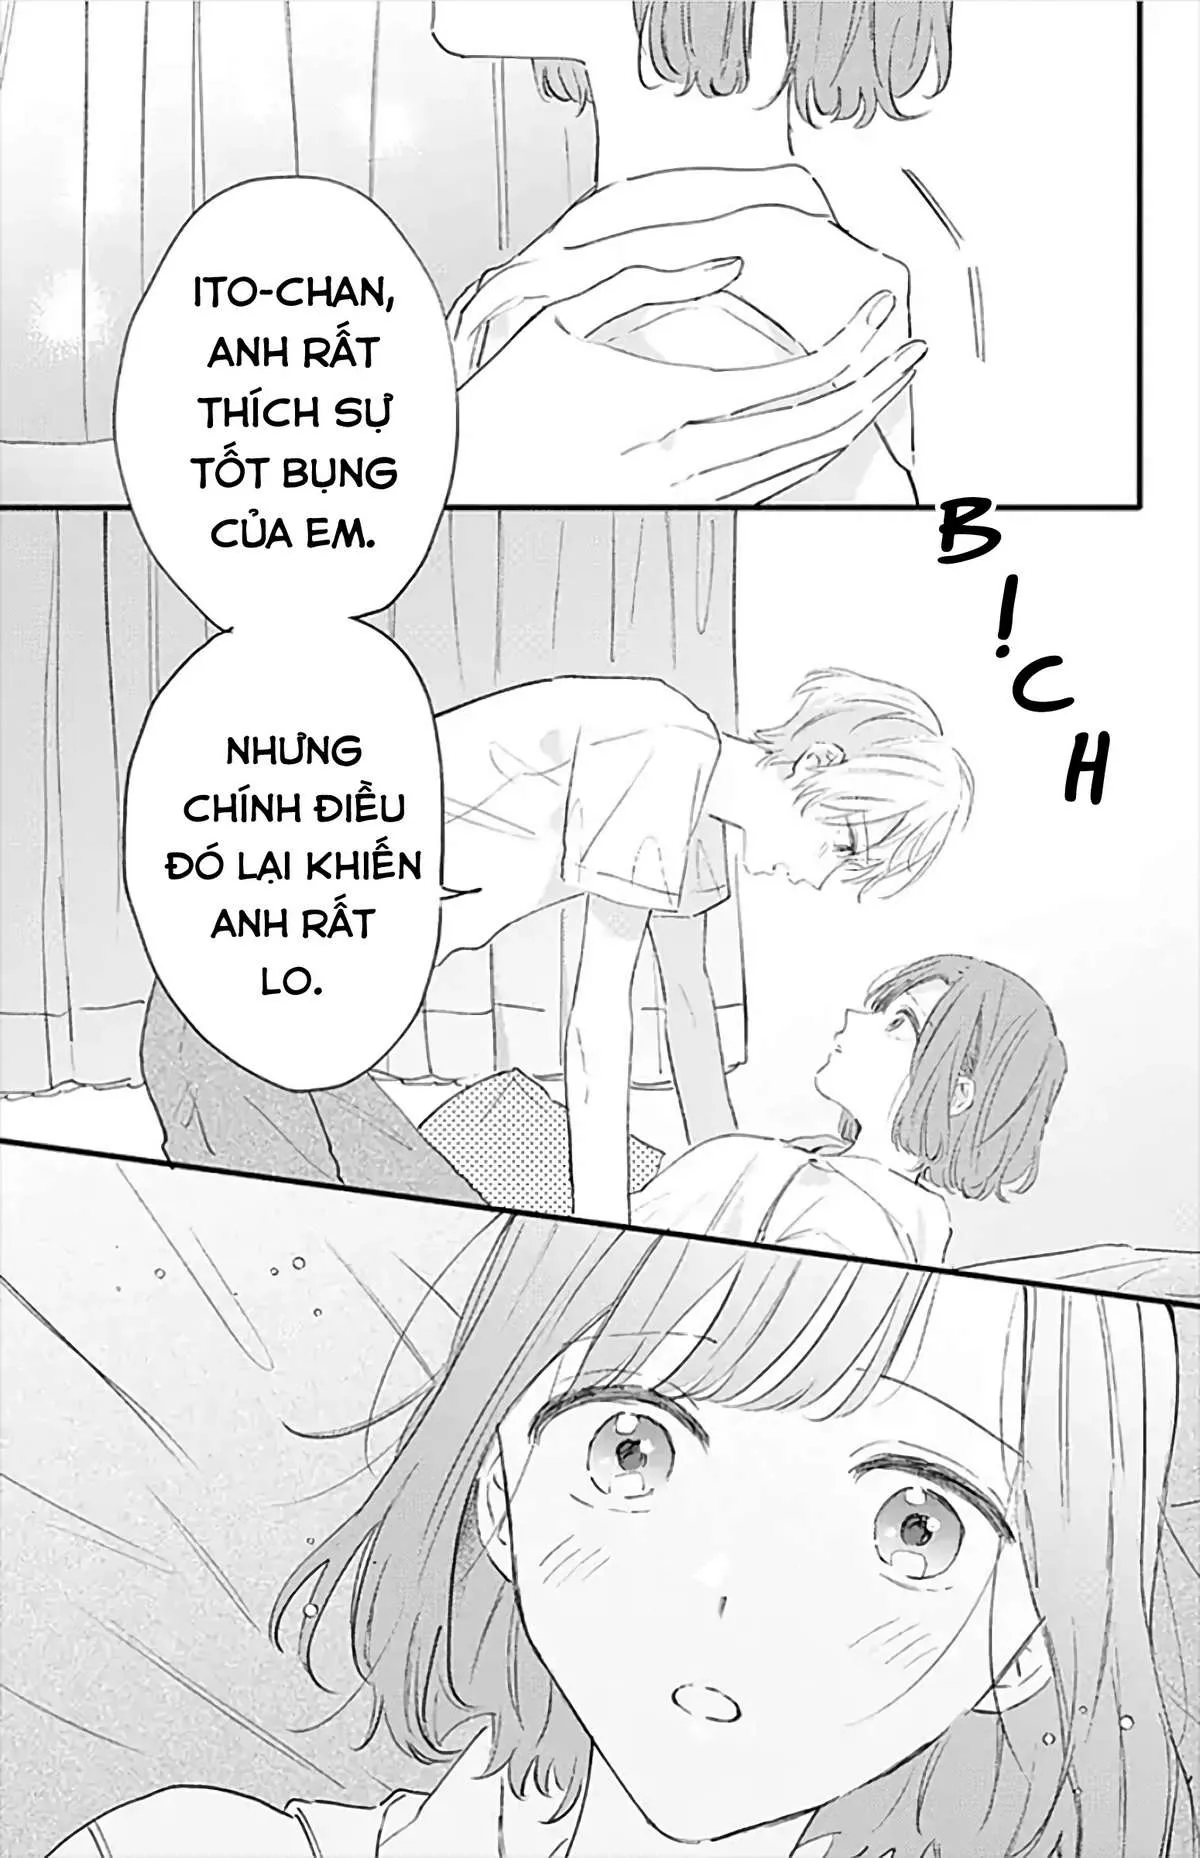 ITO-CHAN,
ANH RẤT
THÍCH SỰ
TỐT BỤNG
CỦA EM.
BỊCH
NHƯNG
CHÍNH ĐIỀU
ĐÓ LẠI KHIẾN
ANH RẤT
LO.